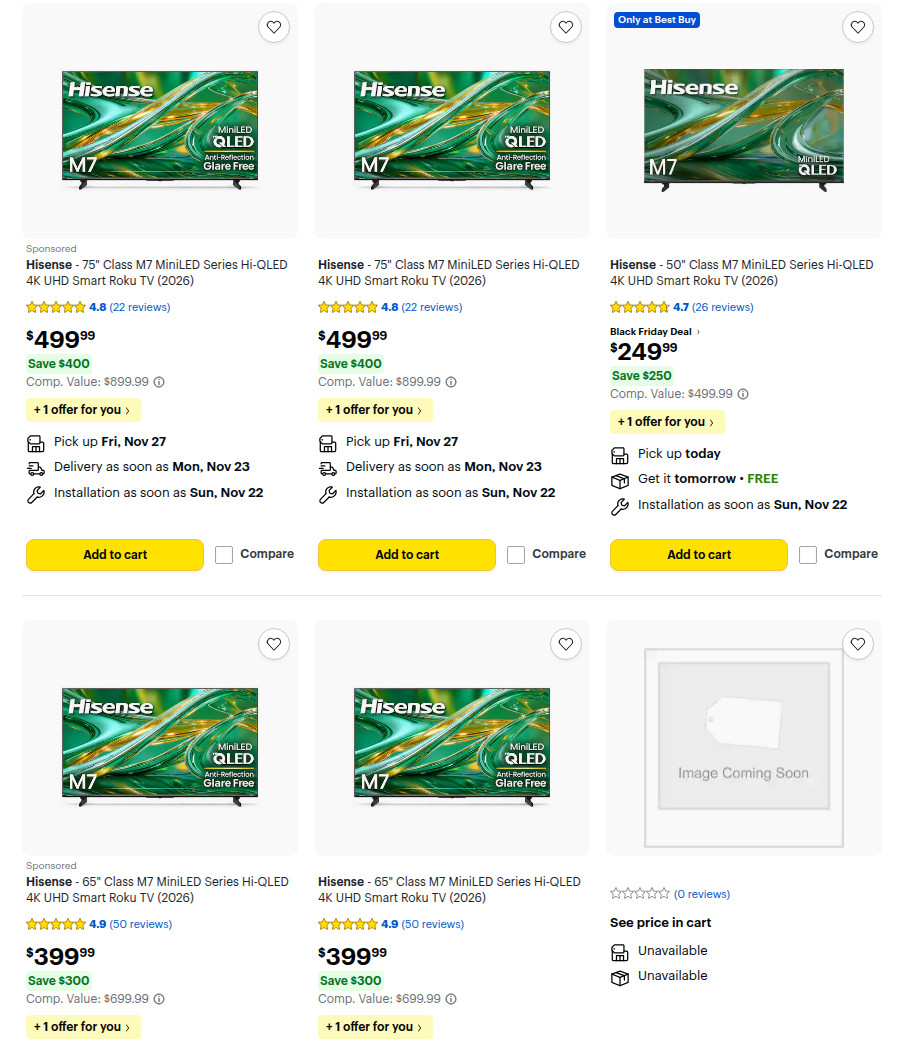 Only at Best Buy
Hisense
MiniLED
QLED
Anti-Reflection
Glare Free
M7
Hisense
MiniLED
QLED
Anti-Reflection
Glare Free
M7
Hisense
M7
MiniLED
QLED
Sponsored
Hisense - 75" Class M7 MiniLED Series Hi-QLED
4K UHD Smart Roku TV (2026)
4.8 (22 reviews)
$499.99
Save $400
Comp. Value: $899.99
+ 1 offer for you ›
Pick up Fri, Nov 27
Delivery as soon as Mon, Nov 23
Installation as soon as Sun, Nov 22
Add to cart
Compare
Hisense - 75" Class M7 MiniLED Series Hi-QLED
4K UHD Smart Roku TV (2026)
4.8 (22 reviews)
$499.99
Save $400
Comp. Value: $899.99
+ 1 offer for you ›
Pick up Fri, Nov 27
Delivery as soon as Mon, Nov 23
Installation as soon as Sun, Nov 22
Add to cart
Compare
Hisense - 50" Class M7 MiniLED Series Hi-QLED
4K UHD Smart Roku TV (2026)
4.7 (26 reviews)
Black Friday Deal ›
$249.99
Save $250
Comp. Value: $499.99
+ 1 offer for you ›
Pick up today
Get it tomorrow • FREE
Installation as soon as Sun, Nov 22
Add to cart
Compare
Hisense
MiniLED
QLED
Anti-Reflection
Glare Free
M7
Sponsored
Hisense - 65" Class M7 MiniLED Series Hi-QLED
4K UHD Smart Roku TV (2026)
4.9 (50 reviews)
$399.99
Save $300
Comp. Value: $699.99
+ 1 offer for you ›
Hisense
MiniLED
QLED
Anti-Reflection
Glare Free
M7
Hisense - 65" Class M7 MiniLED Series Hi-QLED
4K UHD Smart Roku TV (2026)
4.9 (50 reviews)
$399.99
Save $300
Comp. Value: $699.99
+ 1 offer for you ›
Image Coming Soon
(0 reviews)
See price in cart
Unavailable
Unavailable